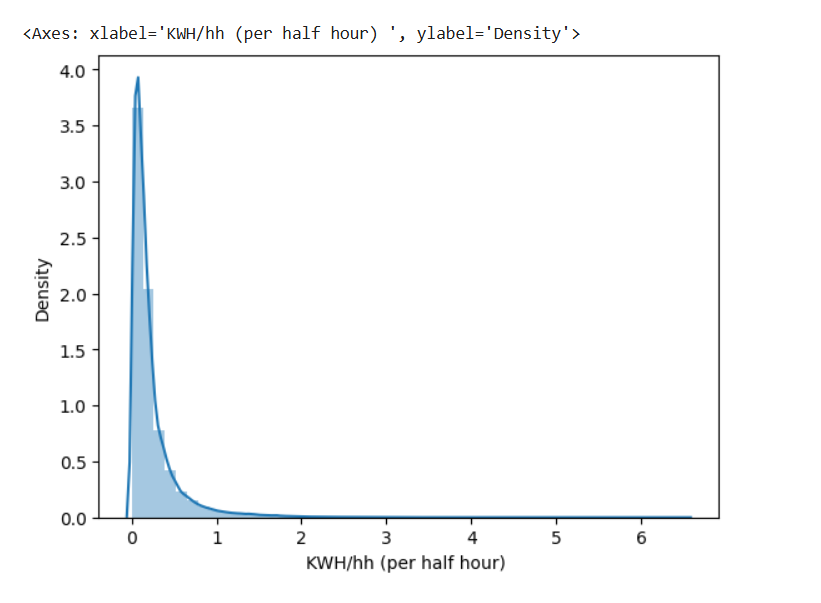 <Axes: xlabel='KWH/hh (per half hour) ', ylabel='Density'>
4.0
3.5
3.0
2.5
2.0
1.5
1.0
0.5
0.0
Density
0 1 2 3 4 5 6
KWH/hh (per half hour)